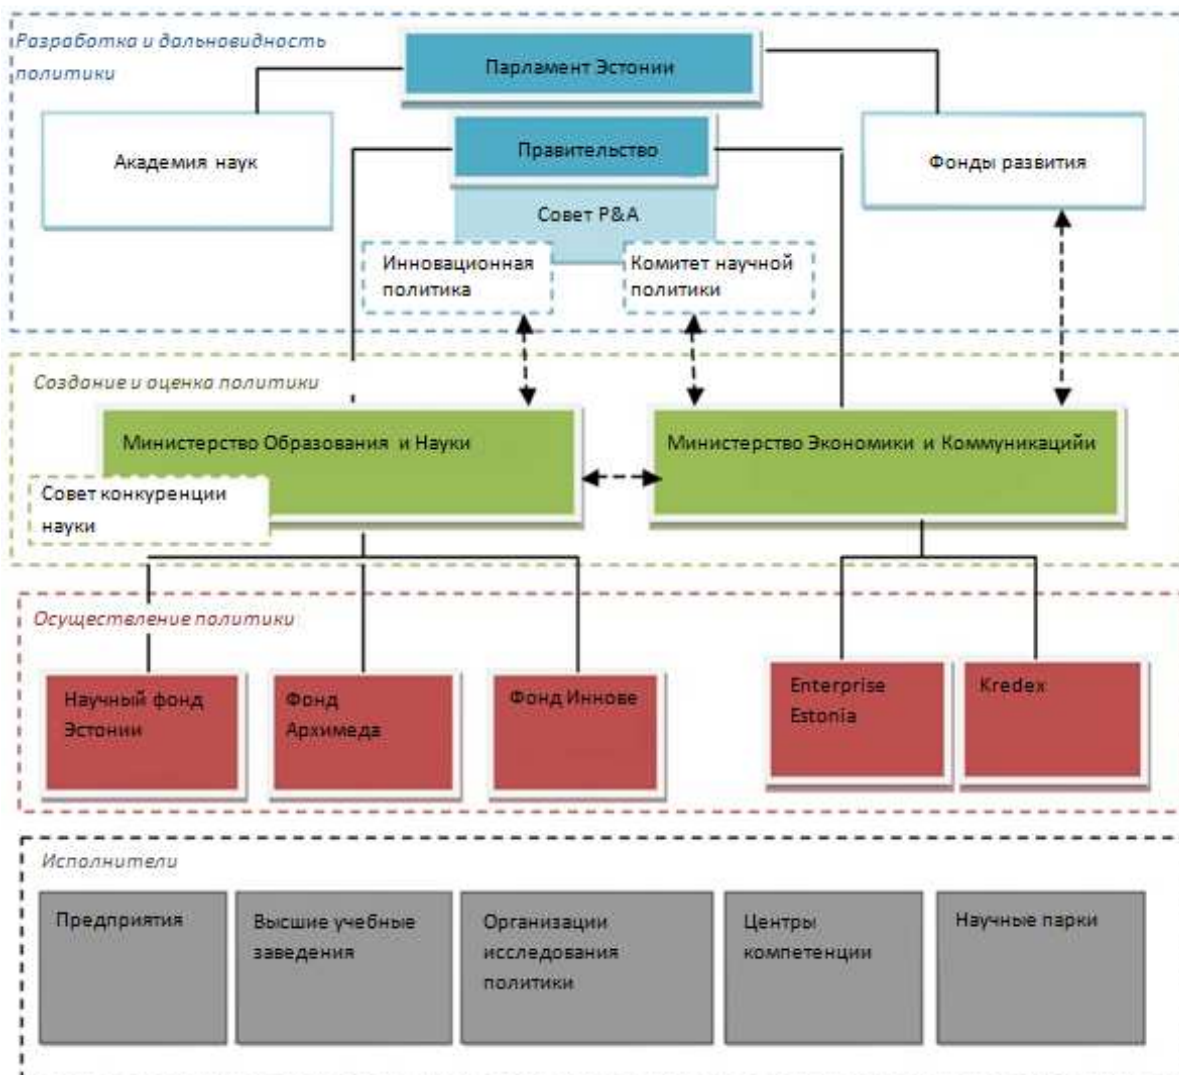 Разработка и дальновидность
политики
Парламент Эстонии
Академия наук
Правительство
Фонды развития
Совет Р&А
Инновационная
политика
Комитет научной
политики
Создание и оценка политики
Министерство Образования и Науки
Министерство Экономики и Коммуникацийи
Совет конкуренции
науки
Осуществление политики
Научный фонд
Эстонии
Фонд
Архимеда
Фонд Иннове
Enterprise
Estonia
Kredex
Исполнители
Предприятия
Высшие учебные
заведения
Организации
исследования
политики
Центры
компетенции
Научные парки